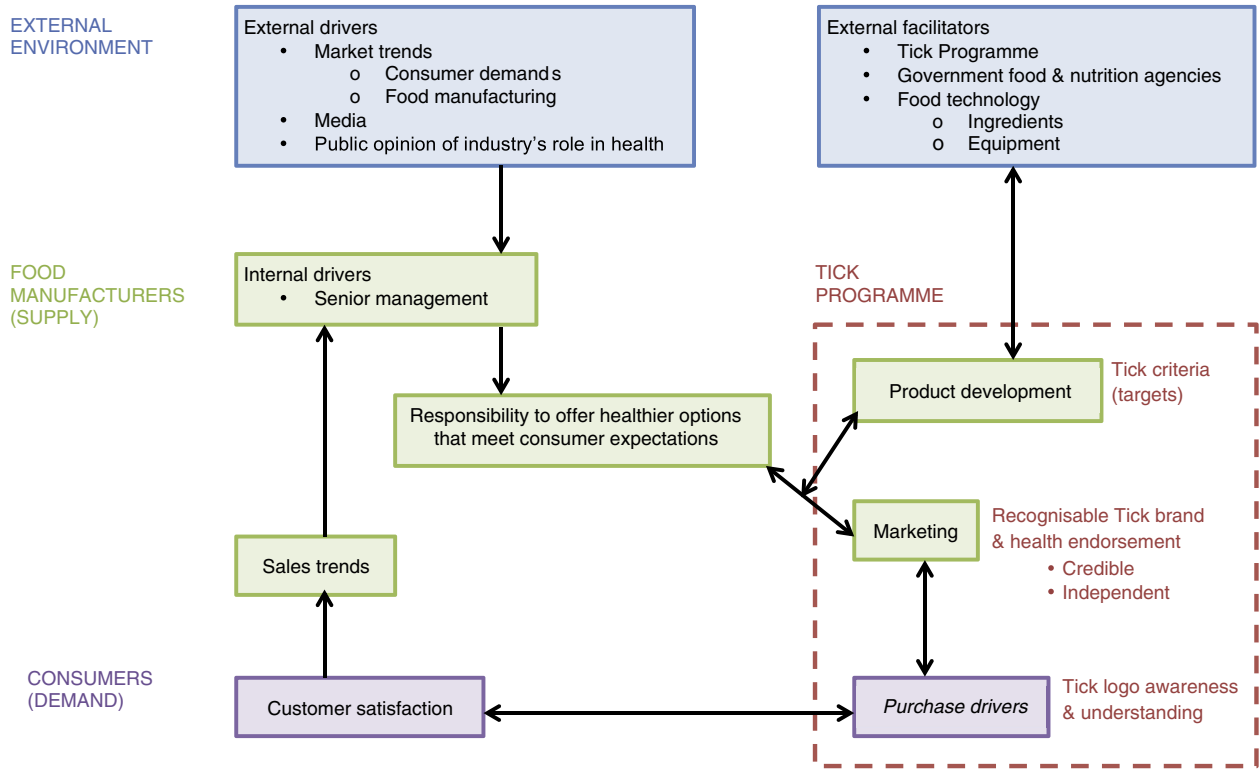 EXTERNAL
ENVIRONMENT
External drivers
• Market trends
o Consumer demands
o Food manufacturing
• Media
• Public opinion of industry's role in health
External facilitators
• Tick Programme
• Government food & nutrition agencies
• Food technology
o Ingredients
o Equipment
FOOD
MANUFACTURERS
(SUPPLY)
Internal drivers
• Senior management
TICK
PROGRAMME
Responsibility to offer healthier options
that meet consumer expectations
Product development
Tick criteria
(targets)
Sales trends
Marketing
Recognisable Tick brand
& health endorsement
• Credible
• Independent
CONSUMERS
(DEMAND)
Customer satisfaction
Purchase drivers
Tick logo awareness
& understanding